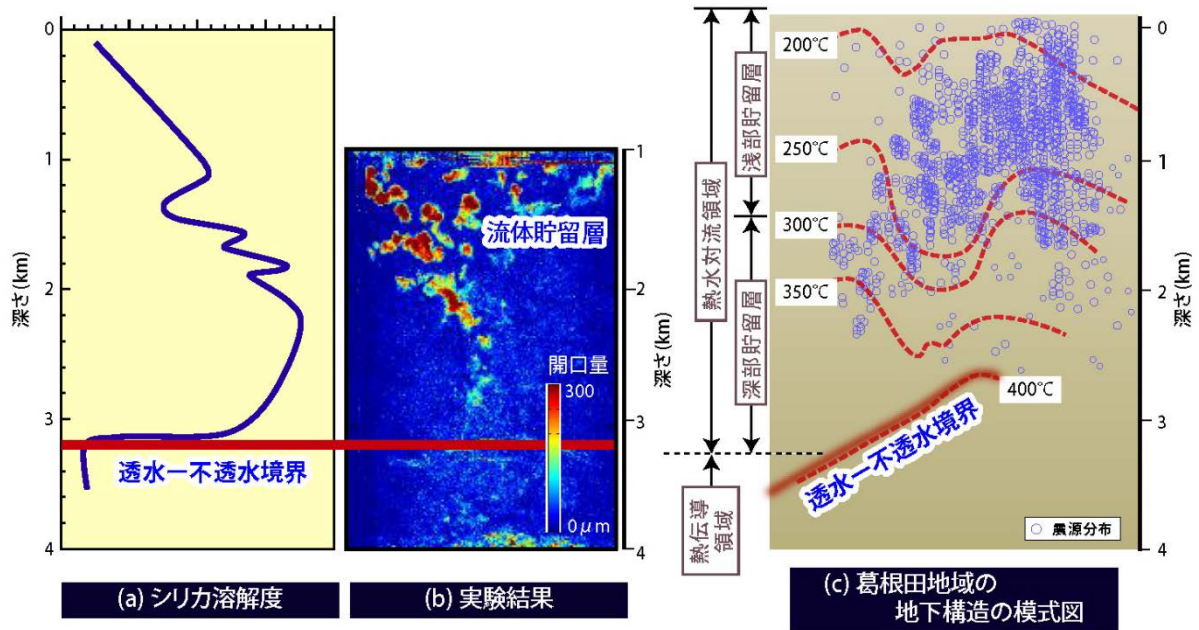 0
1
2
3
4
深さ(km)
透水ー不透水境界
(a) シリカ溶解度
1
2
3
4
深さ(km)
流体貯留層
開口量
300
0μm
(b) 実験結果
熱水対流領域
熱伝導
領域
浅部貯留層
深部貯留層
200℃
250℃
300℃
350℃
400℃
透水ー不透水境界
震源分布
0
1
2
3
4
深さ(km)
(c) 葛根田地域の
地下構造の模式図